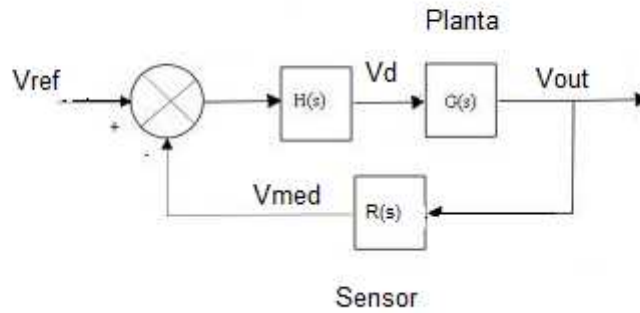 Planta
Vref
+
-
H(s)
Vd
G(s)
Vout
Vmed
R(s)
Sensor